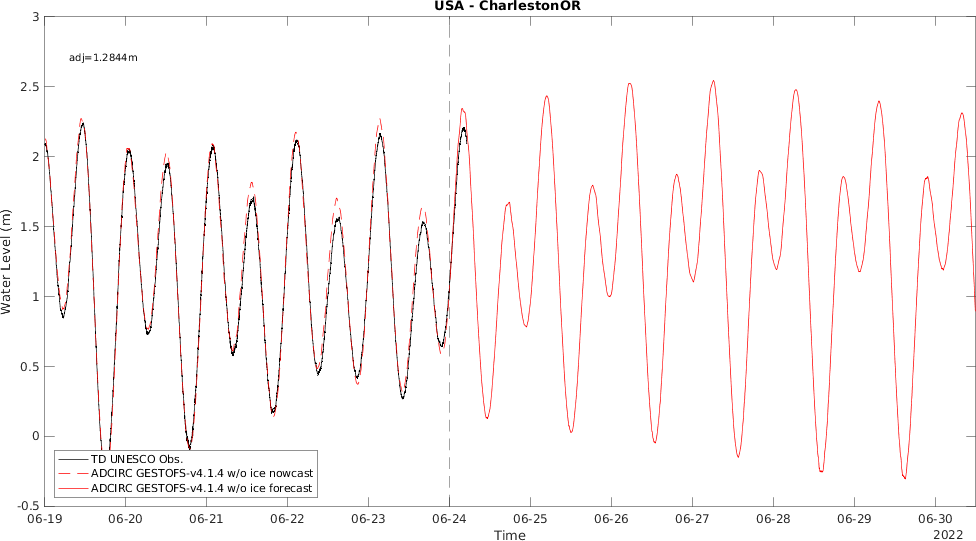 USA - CharlestonOR
adj=1.2844m
Water Level (m)
3
2.5
2
1.5
1
0.5
0
-0.5
TD UNESCO Obs.
ADCIRC GESTOFS-v4.1.4 w/o ice nowcast
ADCIRC GESTOFS-v4.1.4 w/o ice forecast
06-19 06-20 06-21 06-22 06-23 06-24 06-25 06-26 06-27 06-28 06-29 06-30
Time
2022